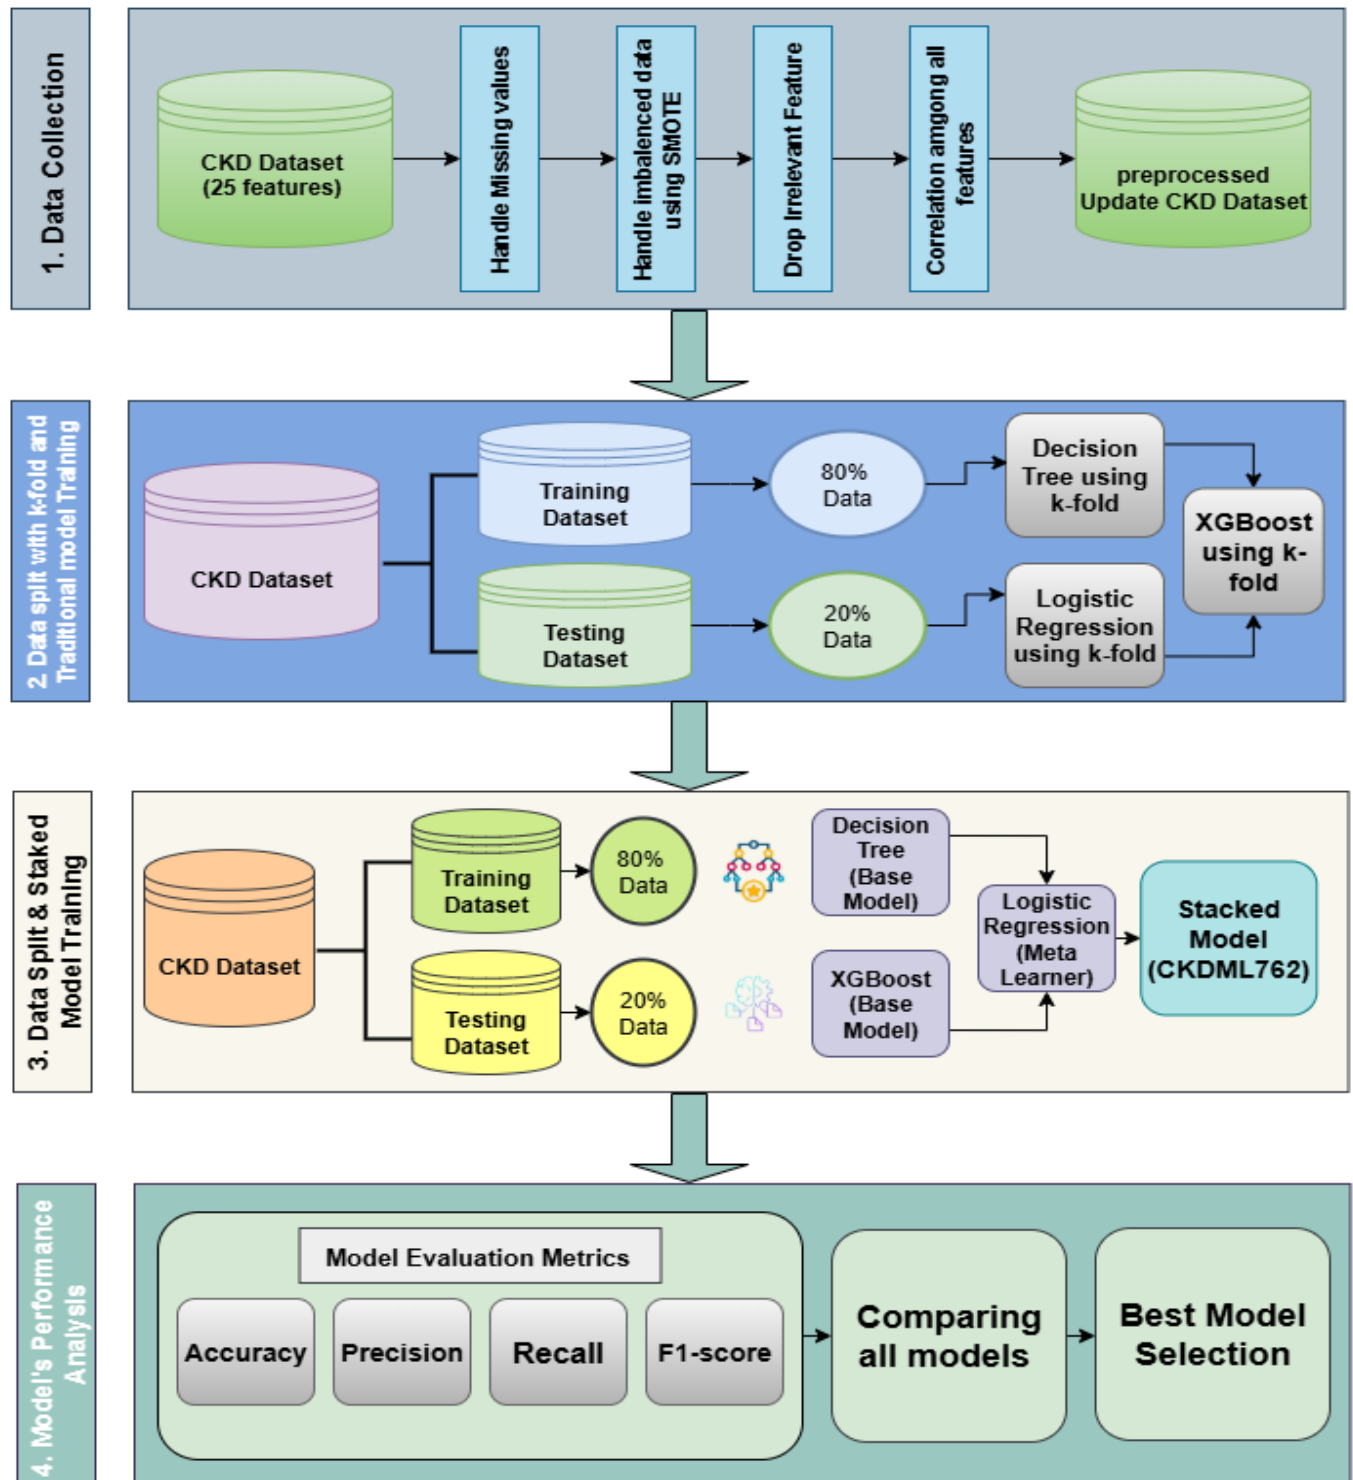 1. Data Collection
CKD Dataset
(25 features)
Handle Missing values
Handle imbalenced data
using SMOTE
Drop Irrelevant Feature
Correlation amgong all
features
preprocessed
Update CKD Dataset
2. Data split with k-fold and
Traditional model Training
CKD Dataset
Training
Dataset
80%
Data
Decision
Tree using
k-fold
XGBoost
using k-
fold
Testing
Dataset
20%
Data
Logistic
Regression
using k-fold
3. Data Split & Staked
Model Training
CKD Dataset
Training
Dataset
80%
Data
Decision
Tree
(Base
Model)
Testing
Dataset
20%
Data
XGBoost
(Base
Model)
Logistic
Regression
(Meta
Learner)
Stacked
Model
(CKDML762)
4. Model's Performance
Analysis
Model Evaluation Metrics
Accuracy
Precision
Recall
F1-score
Comparing
all models
Best Model
Selection